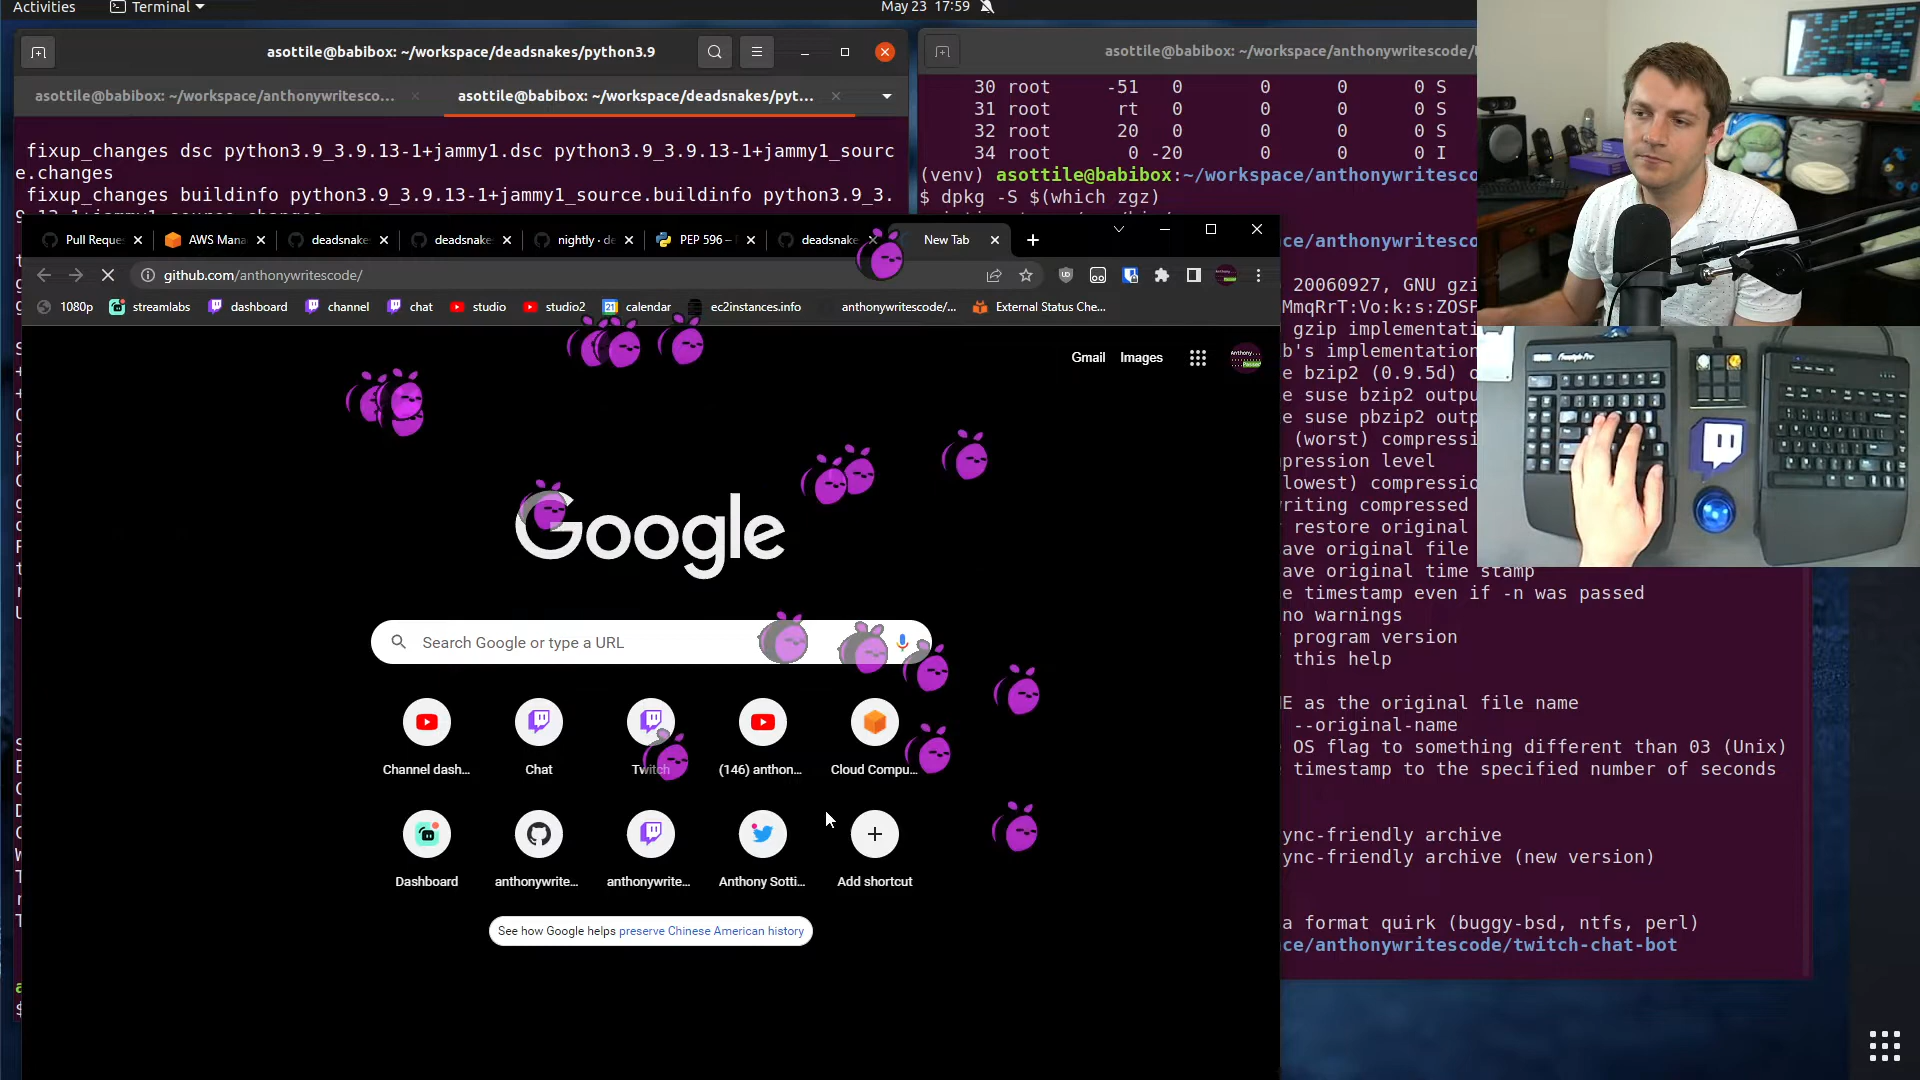 Activities
Terminal
May 23 17:59
asottile@babibox: ~/workspace/deadsnakes/python3.9
asottile@babibox: ~/workspace/anthonywritesco...
asottile@babibox: ~/workspace/deadsnakes/pyt...
fixup_changes dsc python3.9_3.9.13-1+jammy1.dsc python3.9_3.9.13-1+jammy1_sourc
e.changes
fixup_changes buildinfo python3.9_3.9.13-1+jammy1_source.buildinfo python3.9_3.
asottile@babibox: ~/workspace/anthonywritescode/
30 root -51 0 0 0 0 S
31 root rt 0 0 0 0 S
32 root 20 0 0 0 0 S
34 root 0 -20 0 0 0 I
(venv) asottile@babibox:~/workspace/anthonywritesco
$ dpkg -S $(which zgz)
ce/anthonywritesco
20060927, GNU gzi
MmqRrT:Vo:k:s:ZOSP
gzip implementati
b's implementation
e bzip2 (0.9.5d) o
e suse bzip2 outpu
e suse pbzip2 outp
(worst) compressi
pression level
lowest) compressio
riting compressed
restore original
ave original file
ave original time stamp
e timestamp even if -n was passed
no warnings
program version
this help
E as the original file name
--original-name
OS flag to something different than 03 (Unix)
timestamp to the specified number of seconds
ync-friendly archive
ync-friendly archive (new version)
a format quirk (buggy-bsd, ntfs, perl)
ce/anthonywritescode/twitch-chat-bot
Pull Reque
AWS Mana
deadsnake
deadsnake
nightly · de
PEP 596 –
deadsnake
New Tab
github.com/anthonywritescode/
1080p
streamlabs
dashboard
channel
chat
studio
studio2
calendar
ec2instances.info
anthonywritescode/...
External Status Che...
Gmail
Images
Google
Search Google or type a URL
Channel dash...
Chat
Twitch
(146) anthon...
Cloud Compu...
Dashboard
anthonywrite...
anthonywrite...
Anthony Sotti...
Add shortcut
See how Google helps preserve Chinese American history